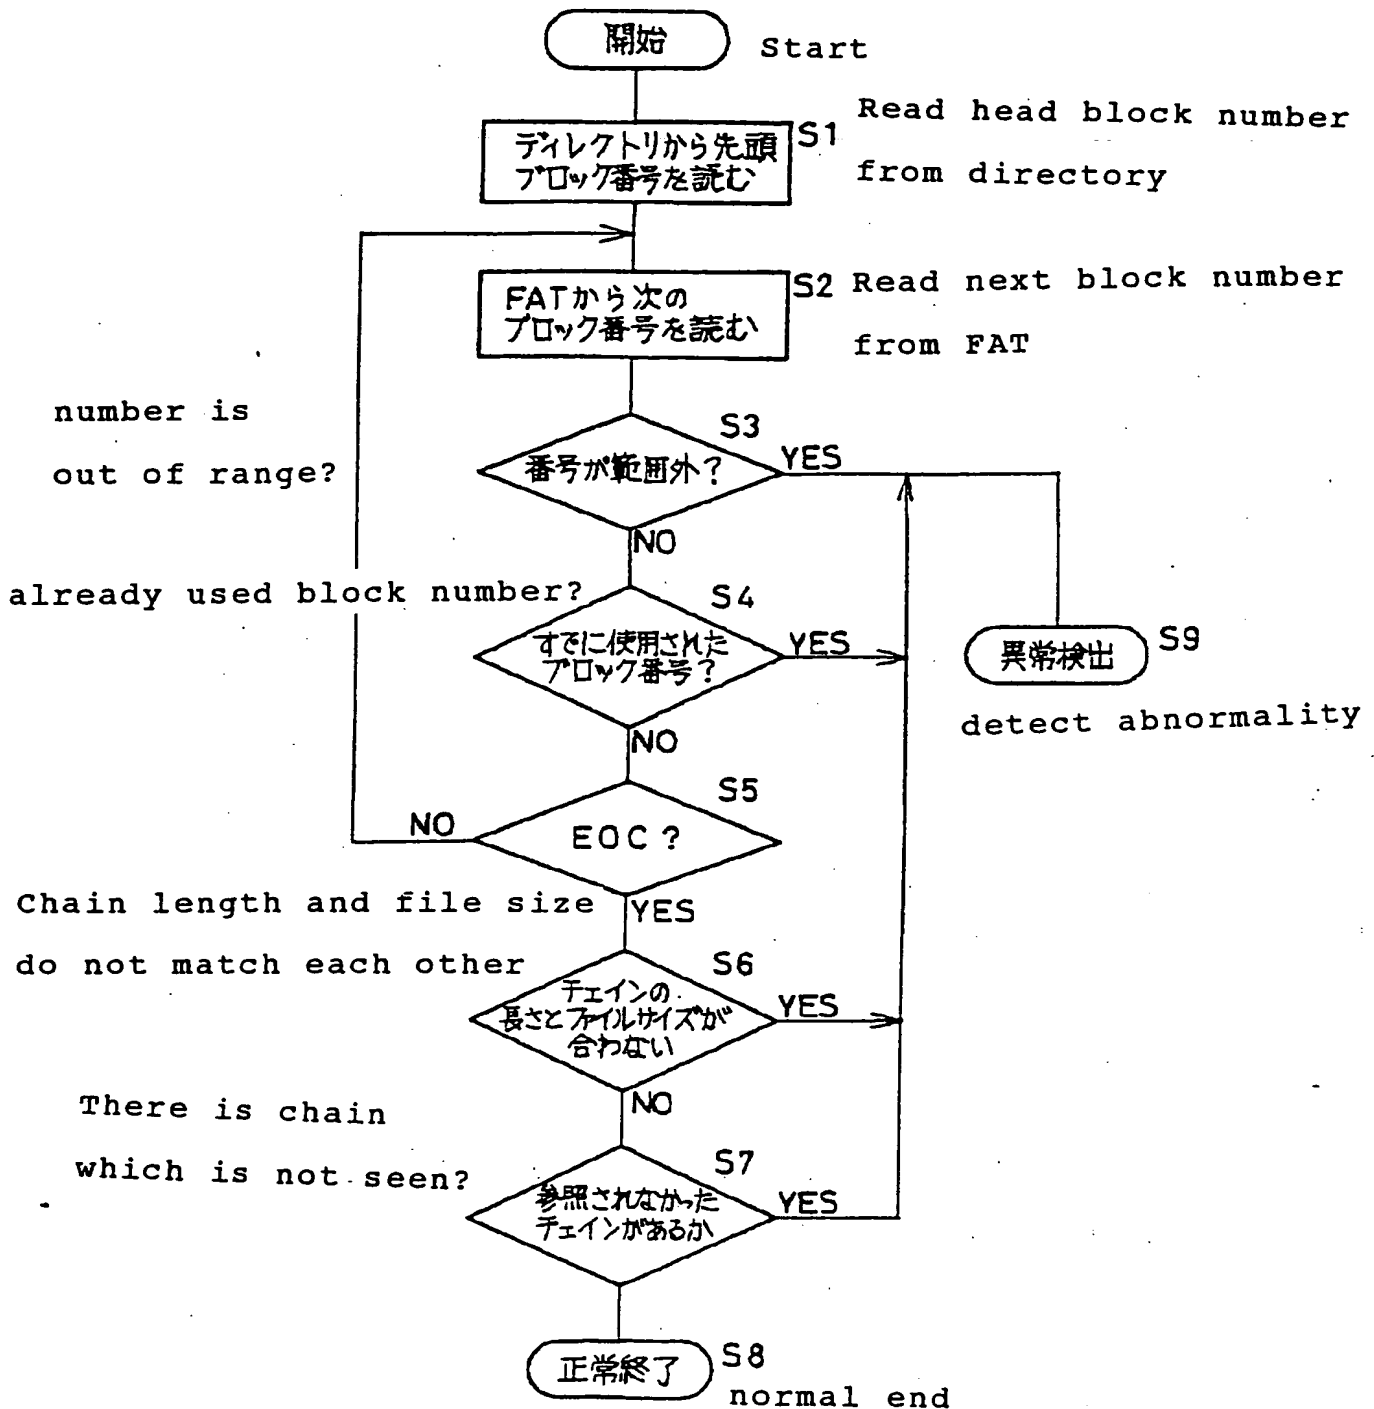 開始
Start
ディレクトリから先頭
ブロック番号を読む
S1
Read head block number
from directory
FATから次の
ブロック番号を読む
S2
Read next block number
from FAT
number is
out of range?
S3
番号が範囲外?
YES
NO
already used block number?
S4
すでに使用された
ブロック番号?
YES
NO
異常検出
S9
detect abnormality
S5
EOC?
NO
YES
Chain length and file size
do not match each other
S6
チェインの
長さとファイルサイズが
合わない
YES
NO
There is chain
which is not seen?
S7
参照されなかった
チェインがあるか
YES
正常終了
S8
normal end